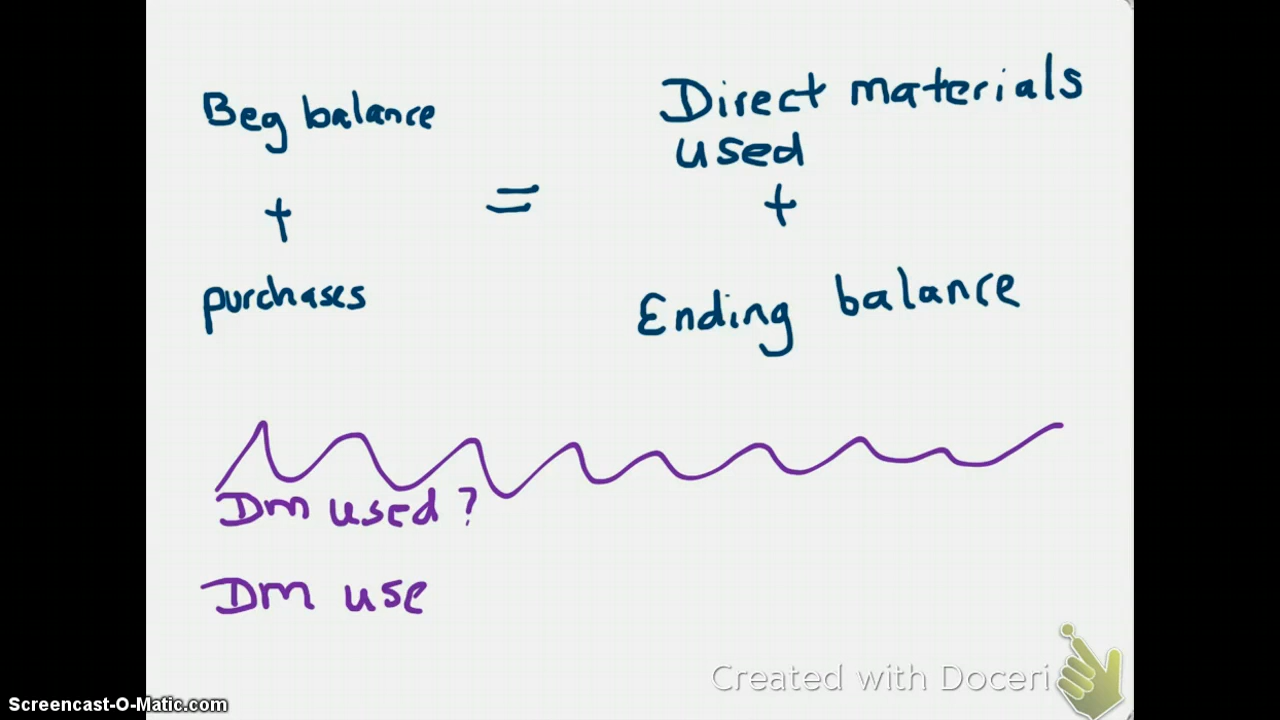 Beg balance
+
purchases
=
Direct materials
used
+
Ending balance
Dm used?
Dm use
Created with Doceri
Screencast-O-Matic.com